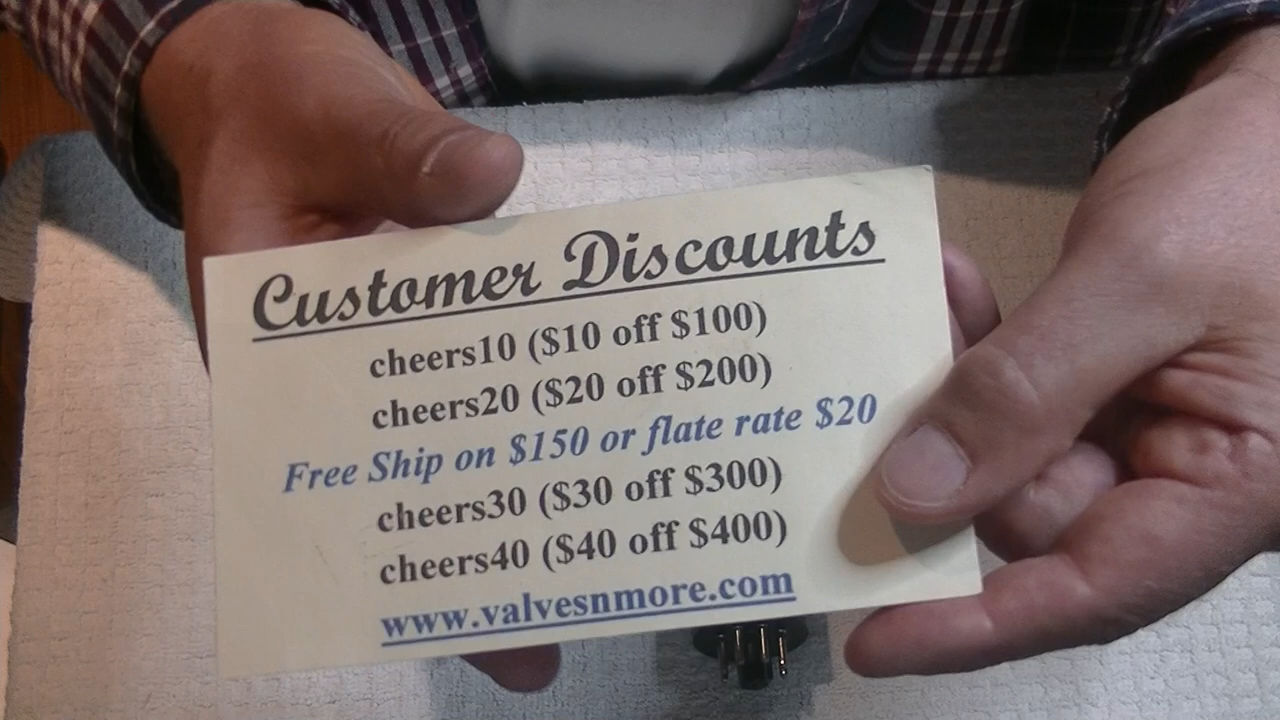 Customer Discounts
cheers10 ($10 off $100)
cheers20 ($20 off $200)
Free Ship on $150 or flate rate $20
cheers30 ($30 off $300)
cheers40 ($40 off $400)
www.valvesnmore.com